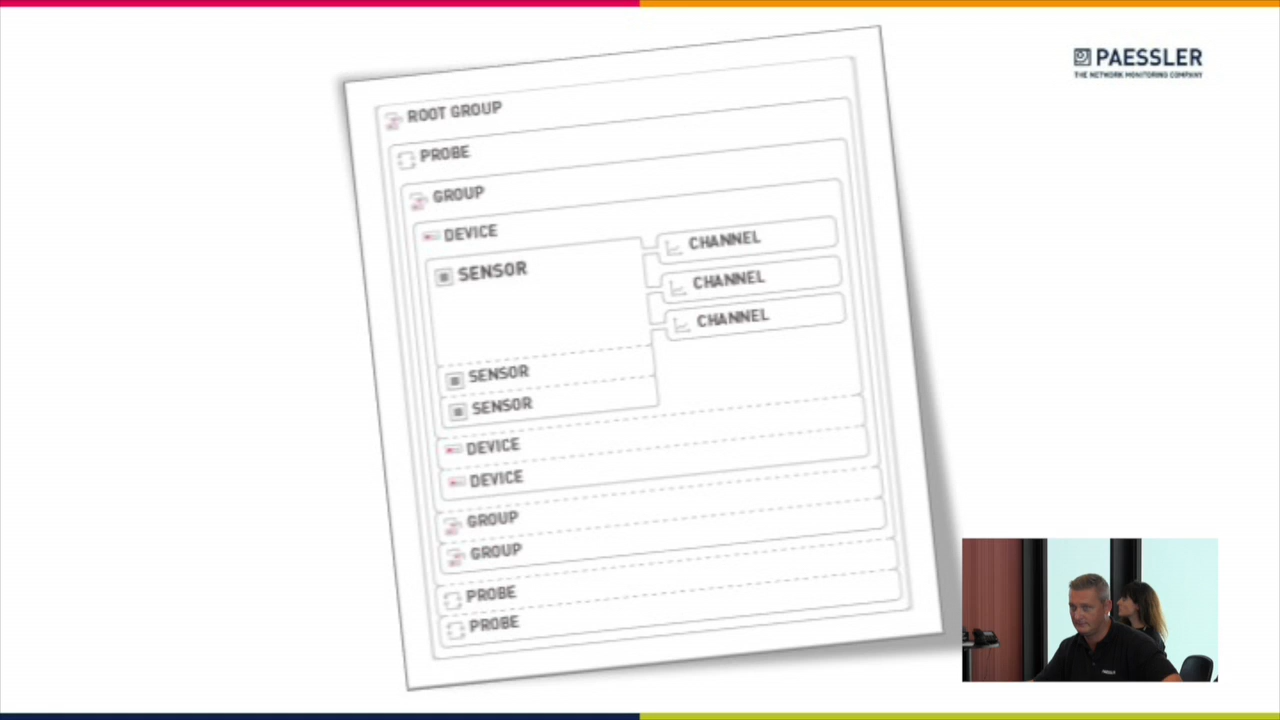 PAESSLER
THE NETWORK MONITORING COMPANY
ROOT GROUP
PROBE
GROUP
DEVICE
SENSOR
CHANNEL
CHANNEL
CHANNEL
SENSOR
SENSOR
DEVICE
DEVICE
GROUP
GROUP
PROBE
PROBE